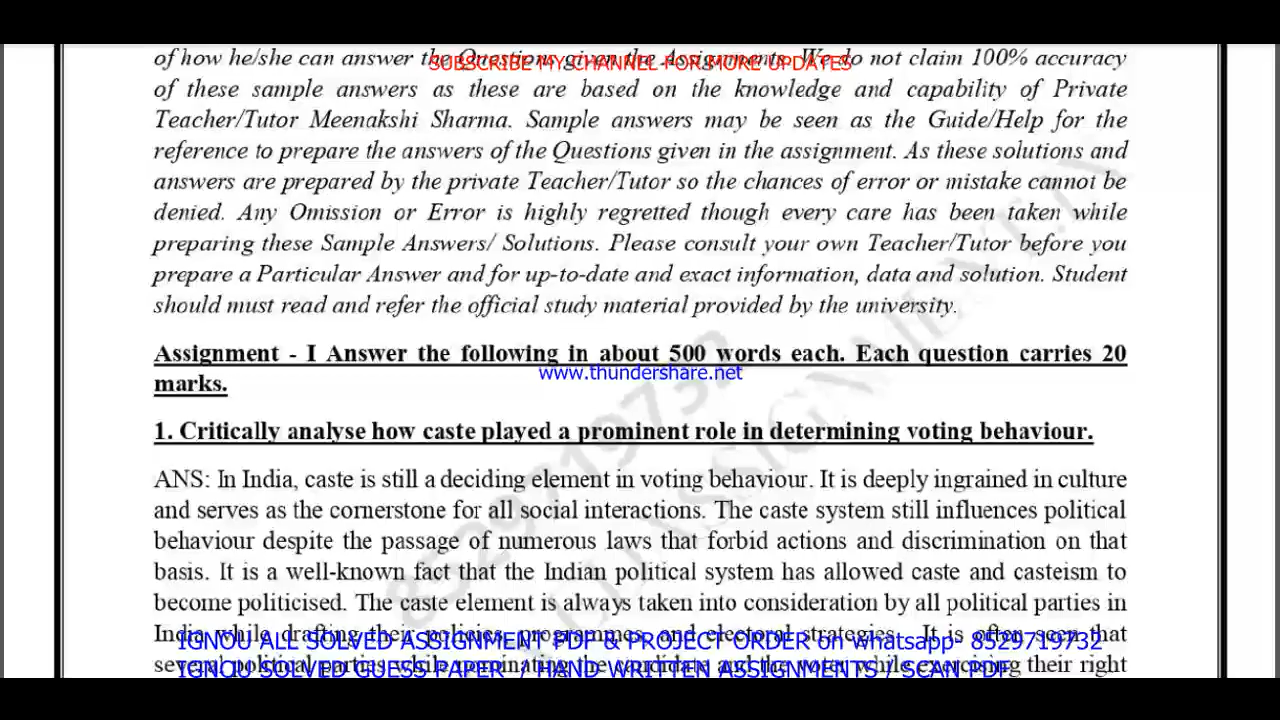 of how he/she can answer the Questions given the Assignments. We do not claim 100% accuracy
SUBSCRIBE MY CHANNEL FOR MORE UPDATES
of these sample answers as these are based on the knowledge and capability of Private
Teacher/Tutor Meenakshi Sharma. Sample answers may be seen as the Guide/Help for the
reference to prepare the answers of the Questions given in the assignment. As these solutions and
answers are prepared by the private Teacher/Tutor so the chances of error or mistake cannot be
denied. Any Omission or Error is highly regretted though every care has been taken while
preparing these Sample Answers/ Solutions. Please consult your own Teacher/Tutor before you
prepare a Particular Answer and for up-to-date and exact information, data and solution. Student
should must read and refer the official study material provided by the university.
Assignment - I Answer the following in about 500 words each. Each question carries 20
www.thundershare.net
marks.
1. Critically analyse how caste played a prominent role in determining voting behaviour.
ANS: In India, caste is still a deciding element in voting behaviour. It is deeply ingrained in culture
and serves as the cornerstone for all social interactions. The caste system still influences political
behaviour despite the passage of numerous laws that forbid actions and discrimination on that
basis. It is a well-known fact that the Indian political system has allowed caste and casteism to
become politicised. The caste element is always taken into consideration by all political parties in
India while drafting their policies, programmes, and electoral strategies. It is often seen that
IGNOU ALL SOLVED ASSIGNMENT PDF & PROJECT ORDER on whatsapp- 8529719732
several political parties while nominating the candidate and the voter while exercising their right
IGNOU SOLVED GUESS PAPER / HAND WRITTEN ASSIGNMENTS / SCAN PDF
8529719732